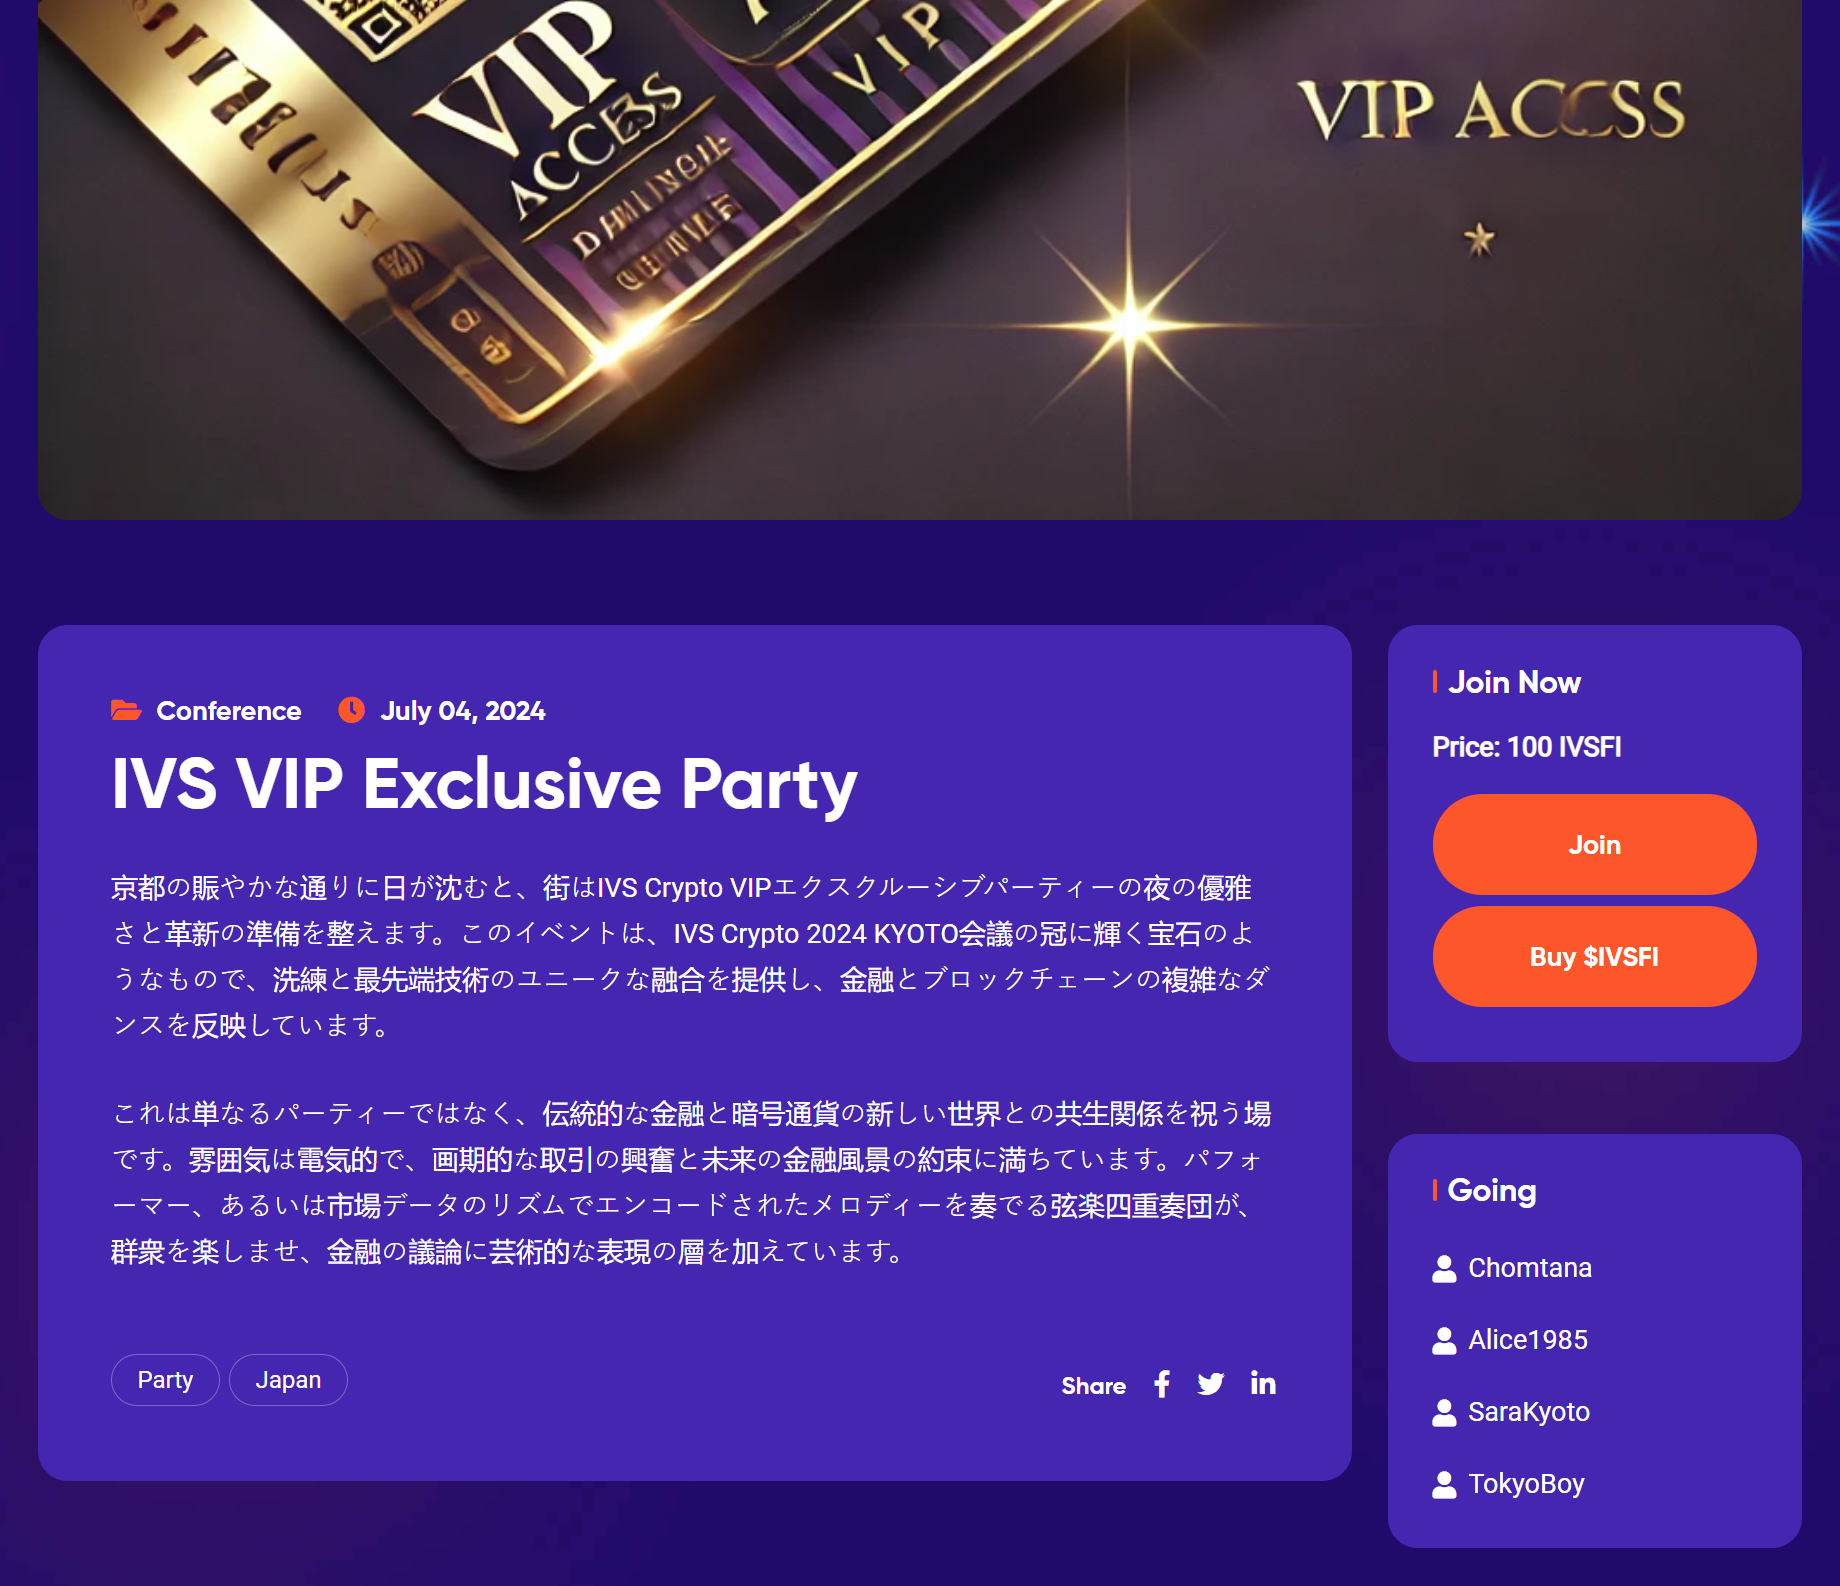 VIP
VIP
ACCESS
VIP ACCSS
Conference
July 04, 2024
IVS VIP Exclusive Party
京都の賑やかな通りに日が沈むと、街はIVS Crypto VIPエクスクルーシブパーティーの夜の優雅
さと革新の準備を整えます。このイベントは、IVS Crypto 2024 KYOTO会議の冠に輝く宝石のよ
うなもので、洗練と最先端技術のユニークな融合を提供し、金融とブロックチェーンの複雑なダ
ンスを反映しています。
これは単なるパーティーではなく、伝統的な金融と暗号通貨の新しい世界との共生関係を祝う場
です。雰囲気は電気的で、画期的な取引の興奮と未来の金融風景の約束に満ちています。パフォ
ーマー、あるいは市場データのリズムでエンコードされたメロディーを奏でる弦楽四重奏団が、
群衆を楽しませ、金融の議論に芸術的な表現の層を加えています。
Party
Japan
Share
Join Now
Price: 100 IVSFI
Join
Buy $IVSFI
Going
Chomtana
Alice1985
SaraKyoto
TokyoBoy